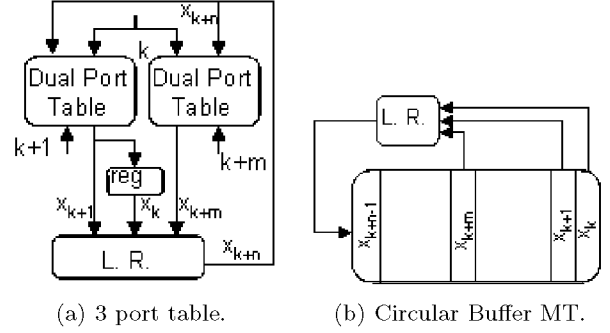 x_{k+n}
k
Dual Port Table
Dual Port Table
k+1
k+m
reg
x_{k+1}
x_k
x_{k+m}
x_{k+n}
L. R.
(a) 3 port table.
L. R.
x_{k+n-1}
x_{k+m}
x_{k+1}
x_k
(b) Circular Buffer MT.